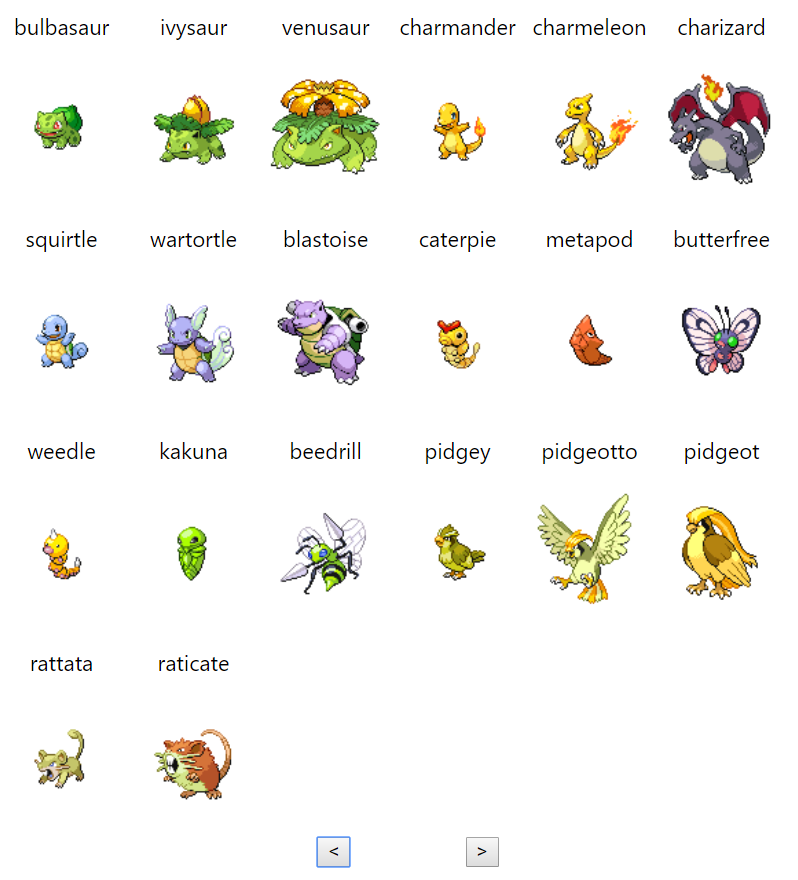 bulbasaur ivysaur venusaur charmander charmeleon charizard
squirtle wartortle blastoise caterpie metapod butterfree
weedle kakuna beedrill pidgey pidgeotto pidgeot
rattata raticate
< >